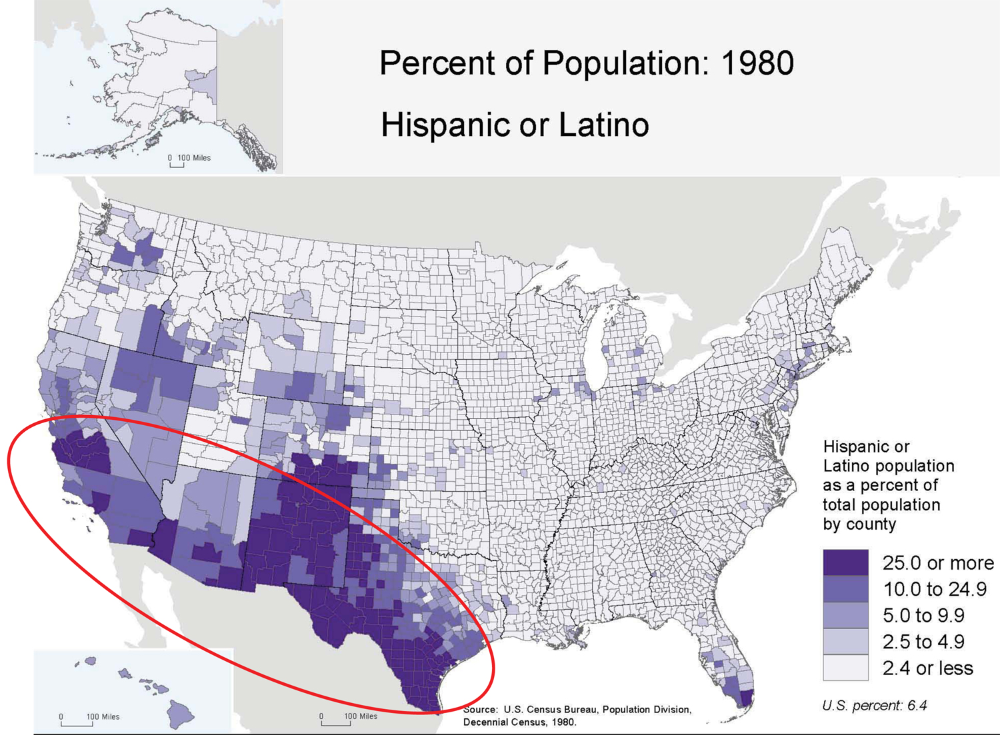 Percent of Population: 1980
Hispanic or Latino
0 100 Miles
Hispanic or
Latino population
as a percent of
total population
by county
25.0 or more
10.0 to 24.9
5.0 to 9.9
2.5 to 4.9
2.4 or less
U.S. percent: 6.4
0 100 Miles
0 100 Miles
Source: U.S. Census Bureau, Population Division,
Decennial Census, 1980.